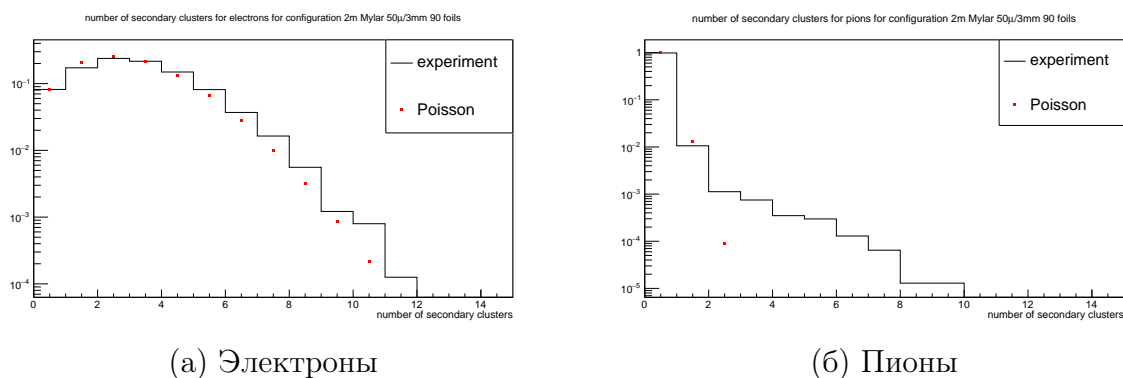 number of secondary clusters for electrons for configuration 2m Mylar 50μ/3mm 90 foils
experiment
Poisson
10⁻¹
10⁻²
10⁻³
10⁻⁴
0 2 4 6 8 10 12 14
number of secondary clusters
(а) Электроны
number of secondary clusters for pions for configuration 2m Mylar 50μ/3mm 90 foils
experiment
Poisson
1
10⁻¹
10⁻²
10⁻³
10⁻⁴
10⁻⁵
0 2 4 6 8 10 12 14
number of secondary clusters
(б) Пионы